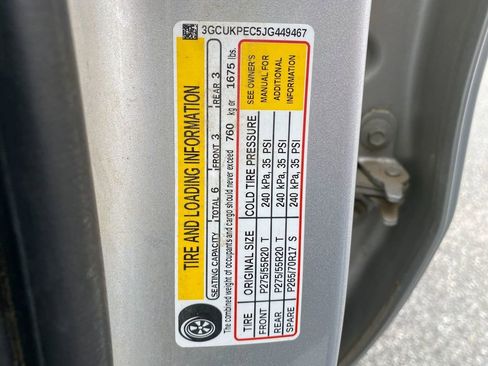 3GCUKPEC5JG449467
TIRE AND LOADING INFORMATION
SEATING CAPACITY TOTAL 6 FRONT 3 REAR 3
The combined weight of occupants and cargo should never exceed 760 kg or 1675 lbs.
TIRE ORIGINAL SIZE COLD TIRE PRESSURE
FRONT P275/55R20 T 240 kPa, 35 PSI
REAR P275/55R20 T 240 kPa, 35 PSI
SPARE P265/70R17 S 240 kPa, 35 PSI
SEE OWNER'S
MANUAL FOR
ADDITIONAL
INFORMATION